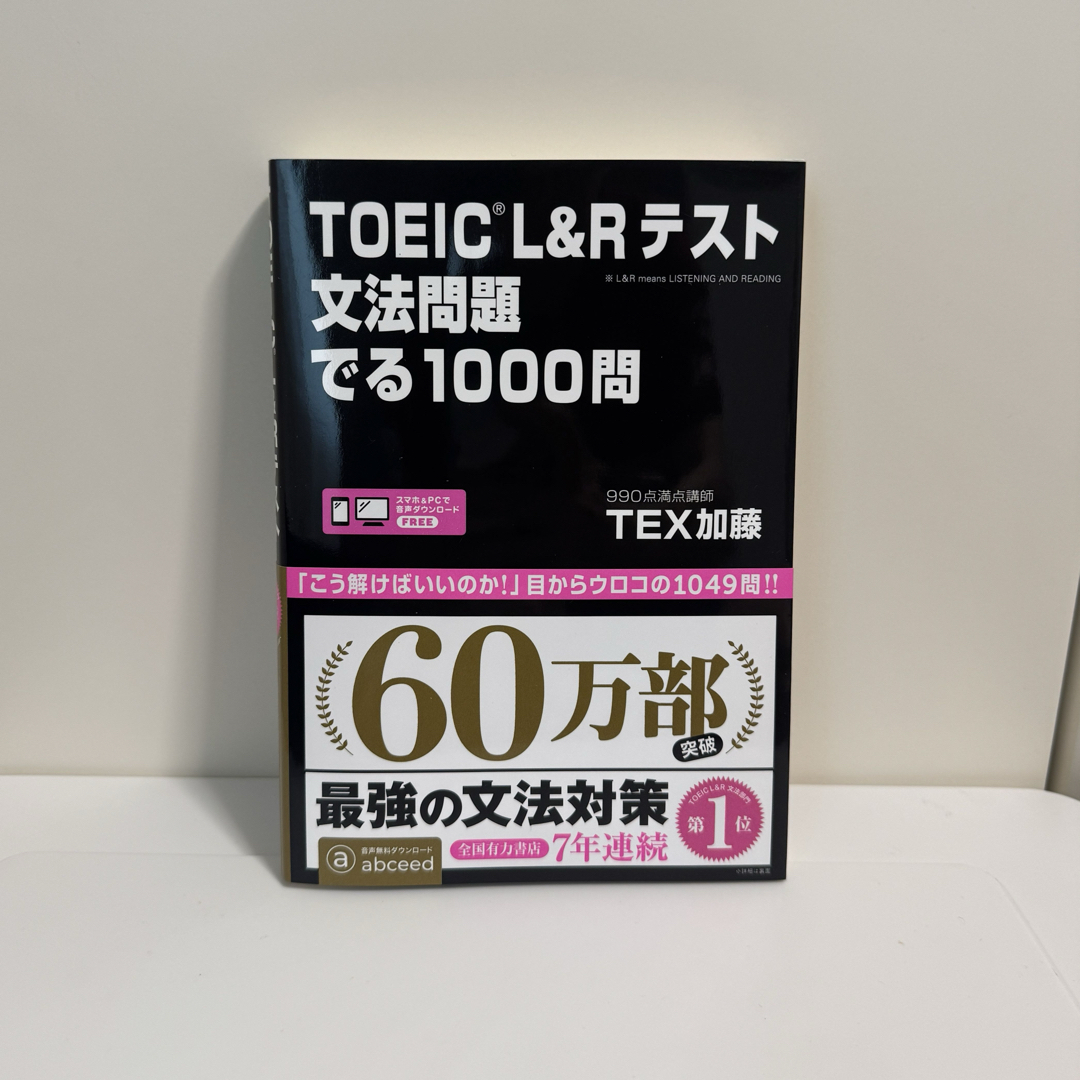 TOEIC® L&R テスト
※ L&R means LISTENING AND READING
文法問題
でる1000問
スマホ&PCで
音声ダウンロード
FREE
990点満点講師
TEX加藤
「こう解けばいいのか!」目からウロコの1049問!!
60万部
突破
最強の文法対策
全国有力書店 7年連続
TOEIC L&R 文法部門
第1位
音声無料ダウンロード
a abceed